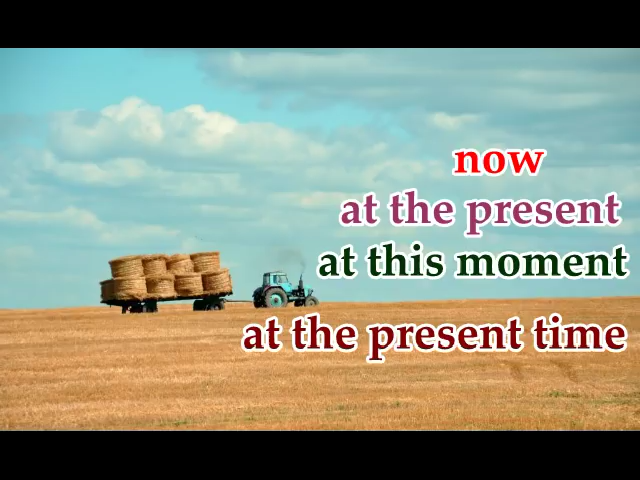 now
at the present
at this moment
at the present time